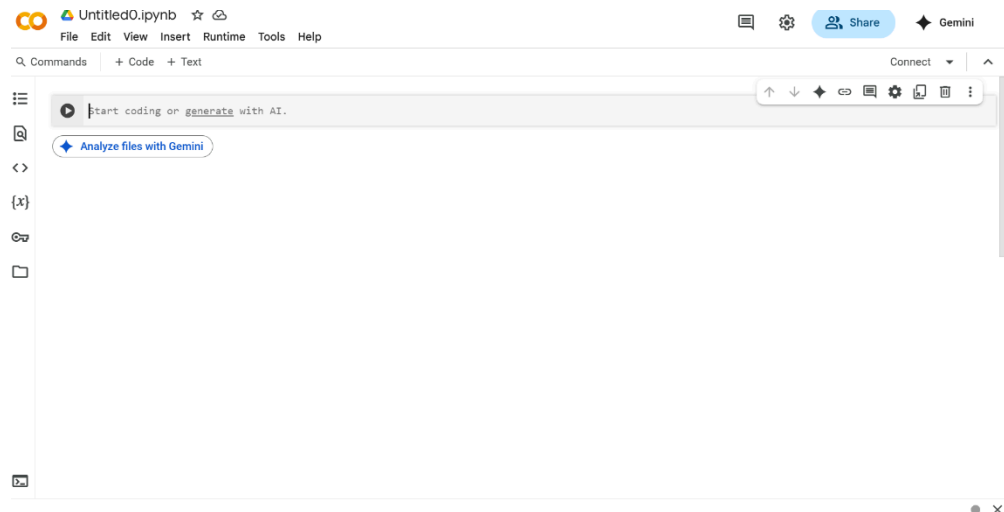 Untitled0.ipynb
File Edit View Insert Runtime Tools Help
Share
Gemini
Commands + Code + Text
Connect
Start coding or generate with AI.
Analyze files with Gemini
{x}